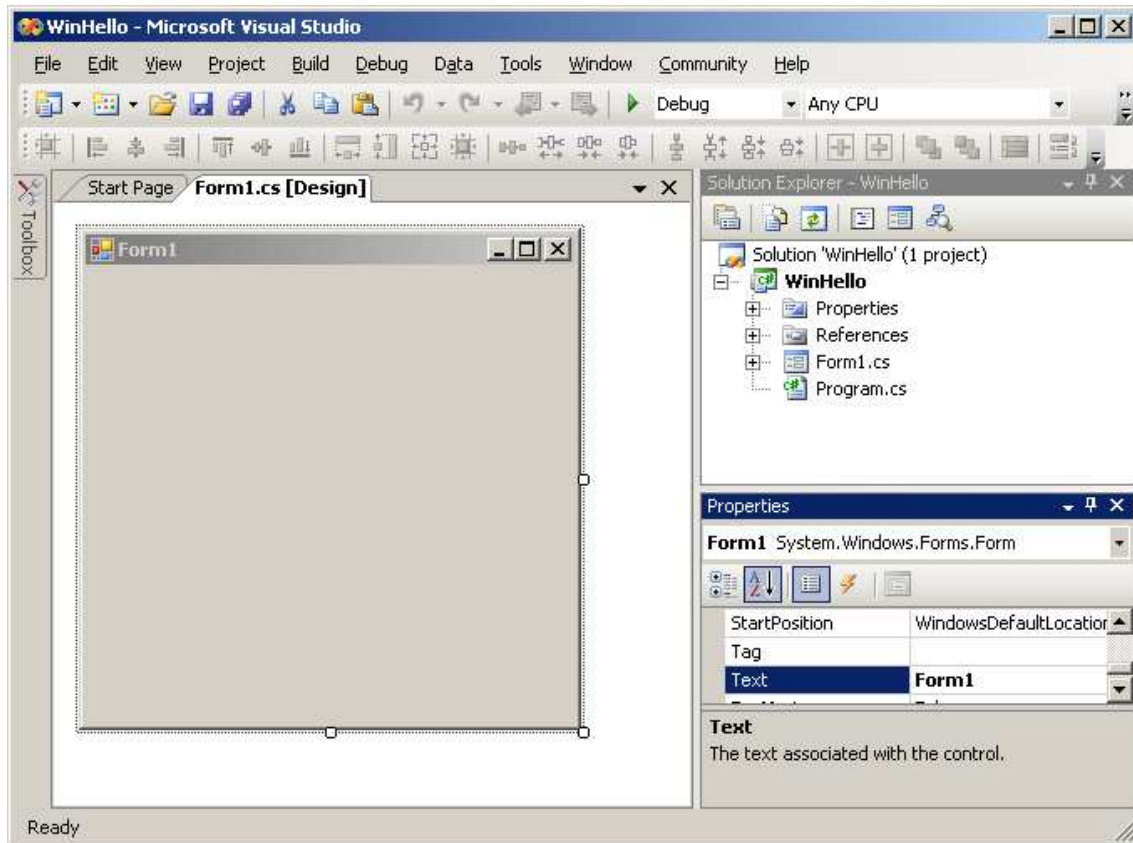 WinHello - Microsoft Visual Studio
File Edit View Project Build Debug Data Tools Window Community Help
Debug Any CPU
Toolbox
Start Page Form1.cs [Design]
Form1
Solution Explorer - WinHello
Solution 'WinHello' (1 project)
WinHello
Properties
References
Form1.cs
Program.cs
Properties
Form1 System.Windows.Forms.Form
StartPosition WindowsDefaultLocation
Tag
Text Form1
Text
The text associated with the control.
Ready